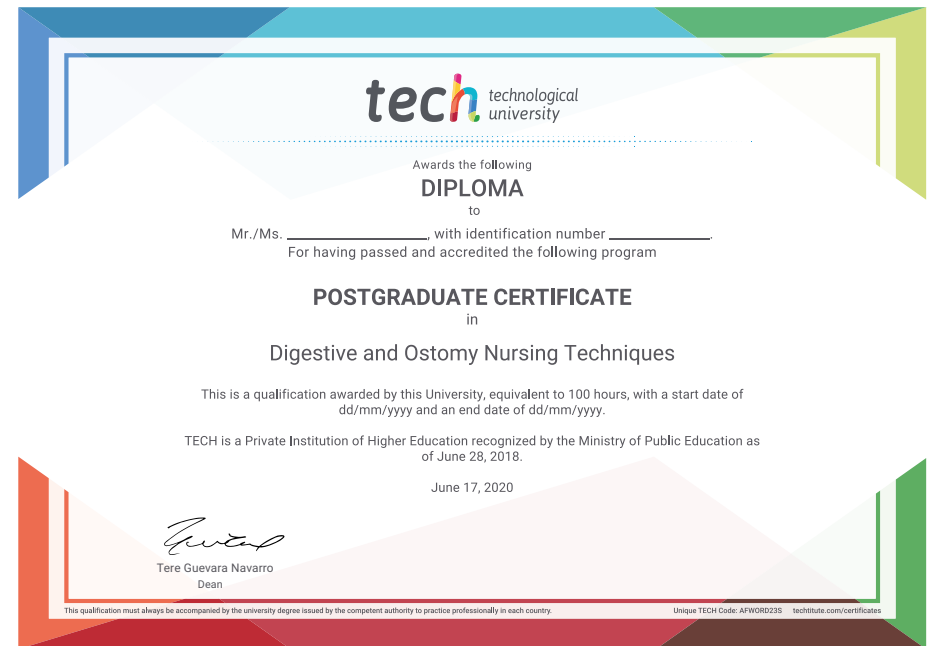 tech technological
university
Awards the following
DIPLOMA
to
Mr./Ms. ____________________, with identification number ______________.
For having passed and accredited the following program
POSTGRADUATE CERTIFICATE
in
Digestive and Ostomy Nursing Techniques
This is a qualification awarded by this University, equivalent to 100 hours, with a start date of
dd/mm/yyyy and an end date of dd/mm/yyyy.
TECH is a Private Institution of Higher Education recognized by the Ministry of Public Education as
of June 28, 2018.
June 17, 2020
Tere Guevara Navarro
Dean
This qualification must always be accompanied by the university degree issued by the competent authority to practice professionally in each country.
Unique TECH Code: AFWORD23S techtitute.com/certificates